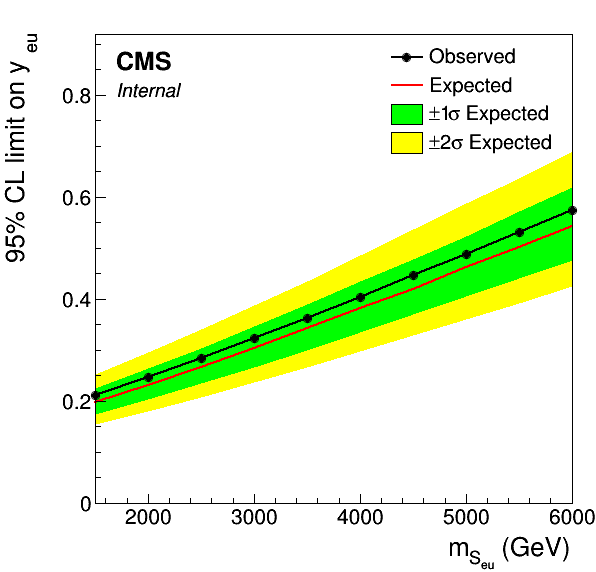 CMS
Internal
Observed
Expected
±1σ Expected
±2σ Expected
95% CL limit on y_eu
0.8
0.6
0.4
0.2
0
2000 3000 4000 5000 6000
m_S_eu (GeV)